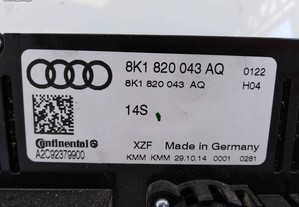 8K1 820 043 AQ 0122
8K1 820 043 AQ H04
14S
Continental
XZF Made in Germany
A2C92379900
KMM KMM 29.10.14 0001 0281